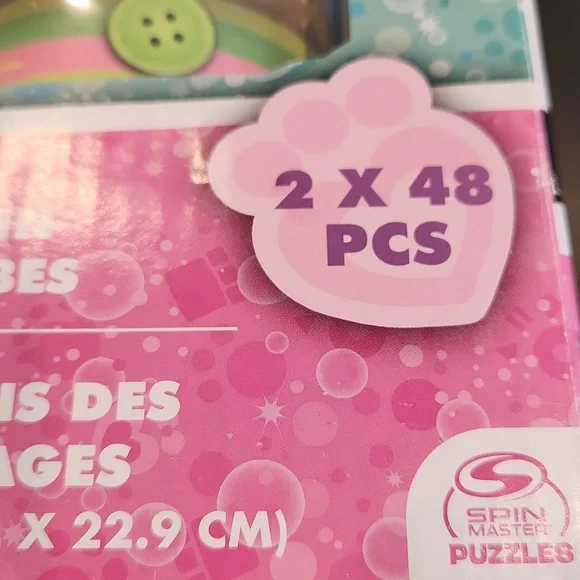 2 X 48
PCS
BES
IS DES
AGES
X 22.9 CM)
SPIN
MASTER
PUZZLES